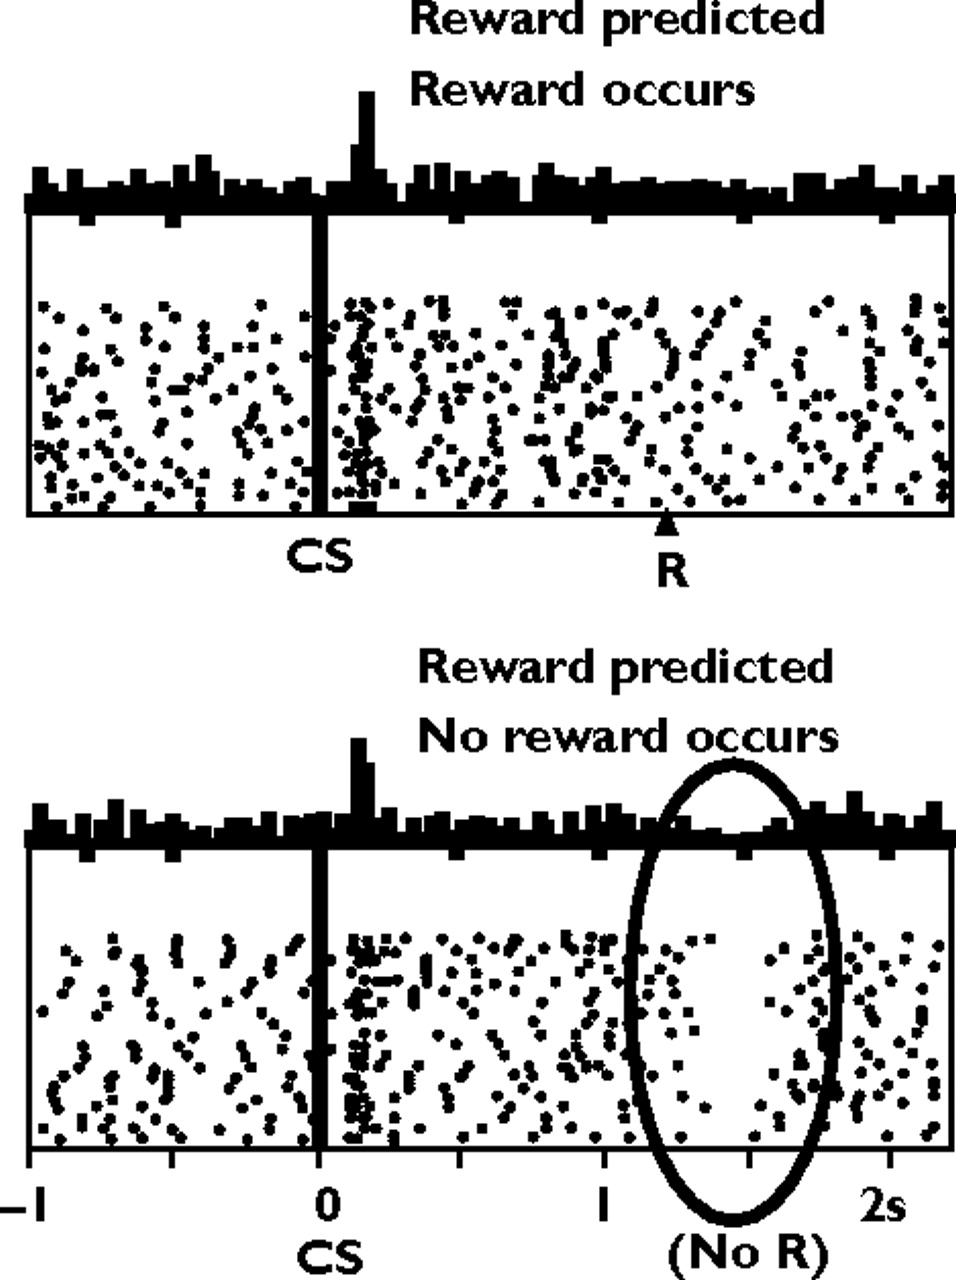 Reward predicted
Reward occurs
CS
R
Reward predicted
No reward occurs
–1 0 1 2s
CS
(No R)